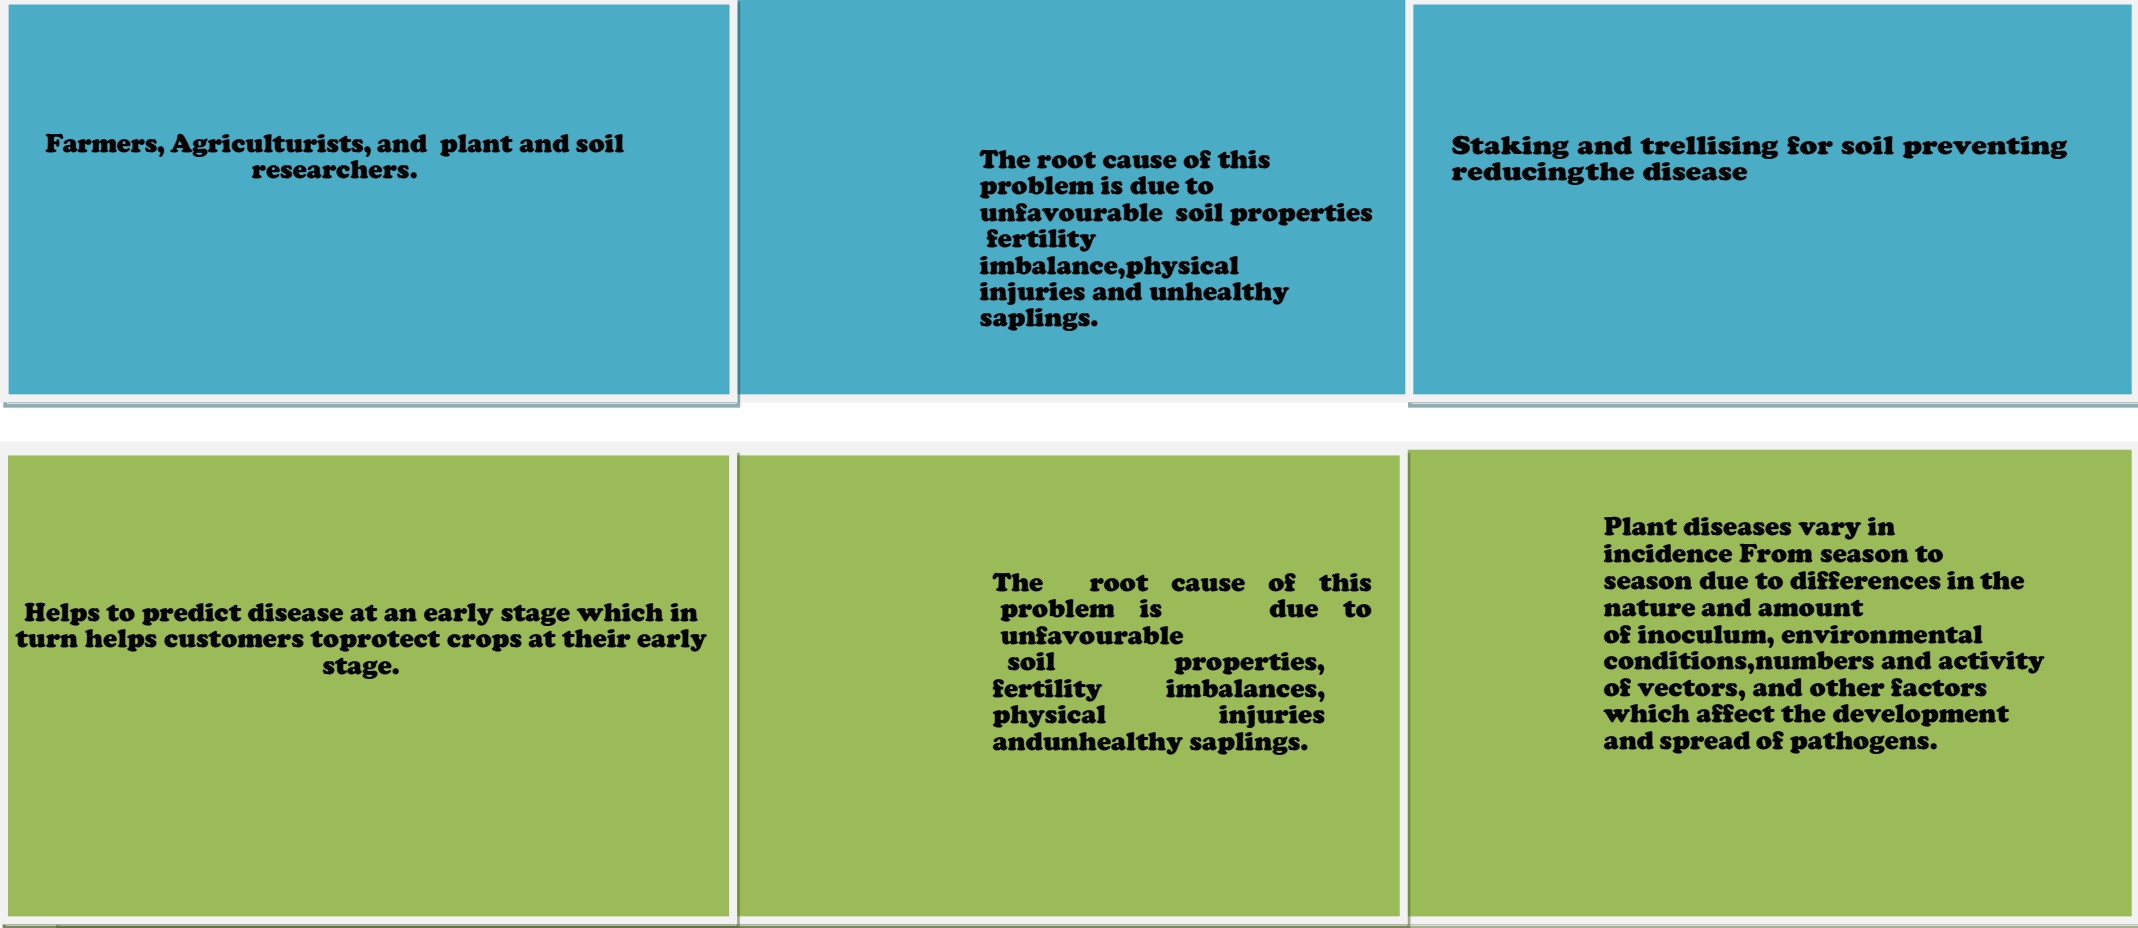 Farmers, Agriculturists, and plant and soil
researchers.
The root cause of this
problem is due to
unfavourable soil properties
fertility
imbalance,physical
injuries and unhealthy
saplings.
Staking and trellising for soil preventing
reducingthe disease
Helps to predict disease at an early stage which in
turn helps customers toprotect crops at their early
stage.
The root cause of this
problem is due to
unfavourable
soil properties,
fertility imbalances,
physical injuries
andunhealthy saplings.
Plant diseases vary in
incidence From season to
season due to differences in the
nature and amount
of inoculum, environmental
conditions,numbers and activity
of vectors, and other factors
which affect the development
and spread of pathogens.